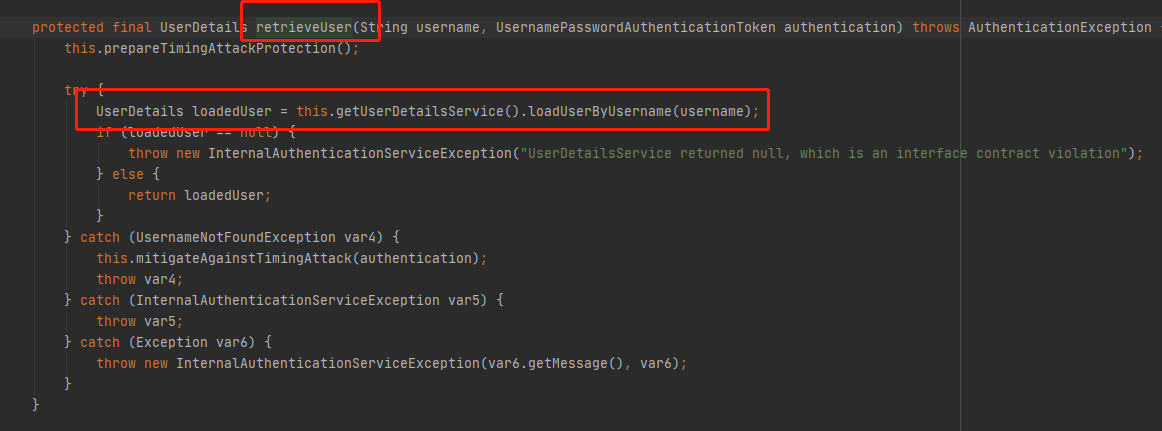 protected final UserDetails retrieveUser(String username, UsernamePasswordAuthenticationToken authentication) throws AuthenticationException {
this.prepareTimingAttackProtection();
try {
UserDetails loadedUser = this.getUserDetailsService().loadUserByUsername(username);
if (loadedUser == null) {
throw new InternalAuthenticationServiceException("UserDetailsService returned null, which is an interface contract violation");
} else {
return loadedUser;
}
} catch (UsernameNotFoundException var4) {
this.mitigateAgainstTimingAttack(authentication);
throw var4;
} catch (InternalAuthenticationServiceException var5) {
throw var5;
} catch (Exception var6) {
throw new InternalAuthenticationServiceException(var6.getMessage(), var6);
}
}